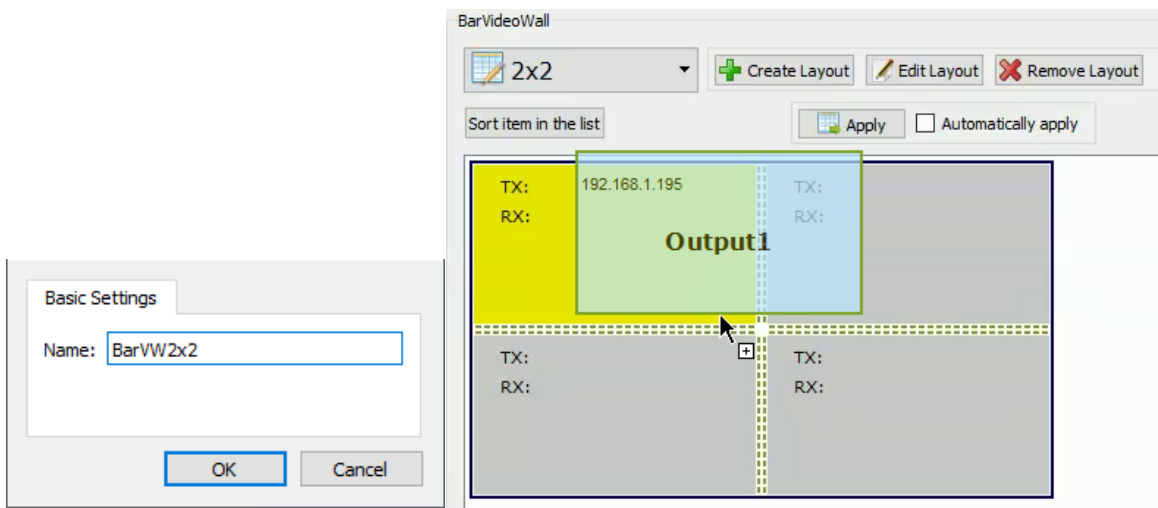 BarVideoWall
2x2
Create Layout
Edit Layout
Remove Layout
Sort item in the list
Apply
Automatically apply
TX:
RX:
192.168.1.195
Output1
TX:
RX:
TX:
RX:
TX:
RX:
Basic Settings
Name: BarVW2x2
OK
Cancel